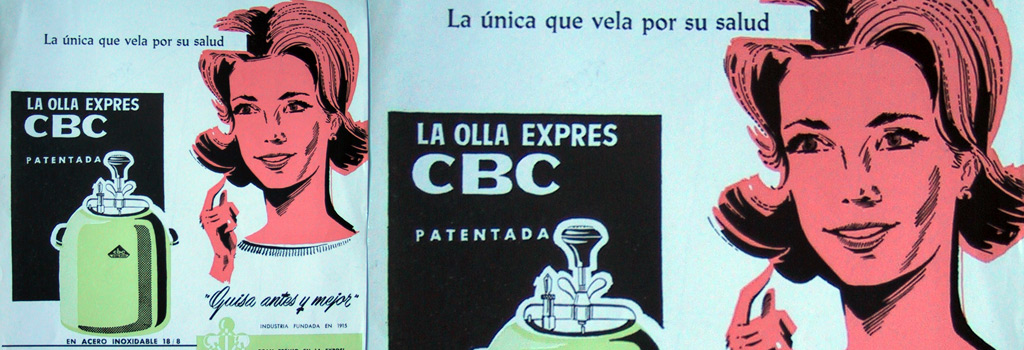 La única que vela por su salud
LA OLLA EXPRES
CBC
PATENTADA
"Guisa antes y mejor"
INDUSTRIA FUNDADA EN 1915
EN ACERO INOXIDABLE 18/8
La única que vela por su salud
LA OLLA EXPRES
CBC
PATENTADA